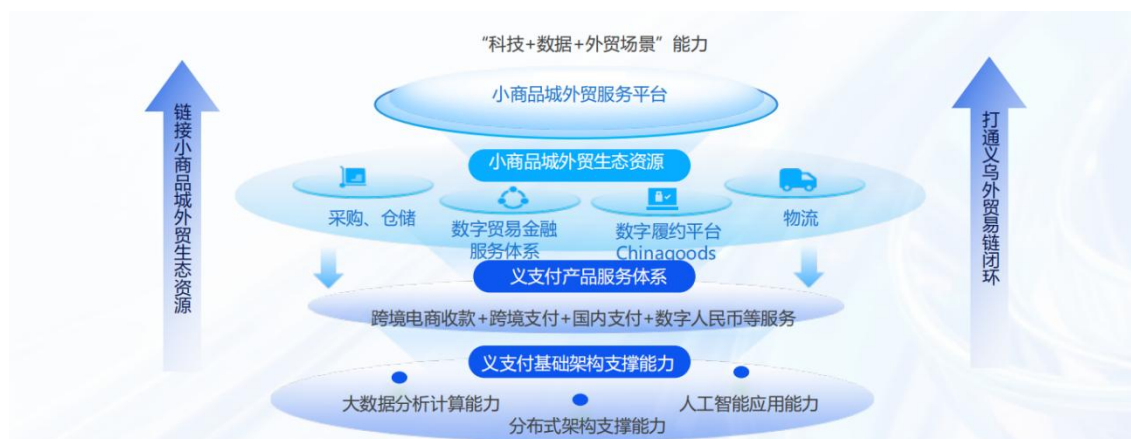 “科技+数据+外贸场景”能力
小商品城外贸服务平台
链接小商品城外贸生态资源
打通义乌外贸易链闭环
小商品城外贸生态资源
采购、仓储
数字贸易金融
服务体系
数字履约平台
Chinagoods
物流
义支付产品服务体系
跨境电商收款+跨境支付+国内支付+数字人民币等服务
义支付基础架构支撑能力
大数据分析计算能力
分布式架构支撑能力
人工智能应用能力